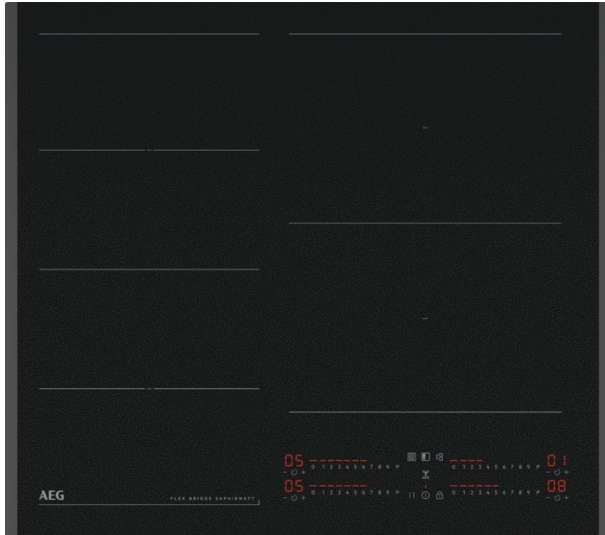 05 0 1 2 3 4 5 6 7 8 9 P
0 1 2 3 4 5 6 7 8 9 P 01
05 0 1 2 3 4 5 6 7 8 9 P
0 1 2 3 4 5 6 7 8 9 P 08
AEG
FLEX BRIDGE SAPHIRMATT